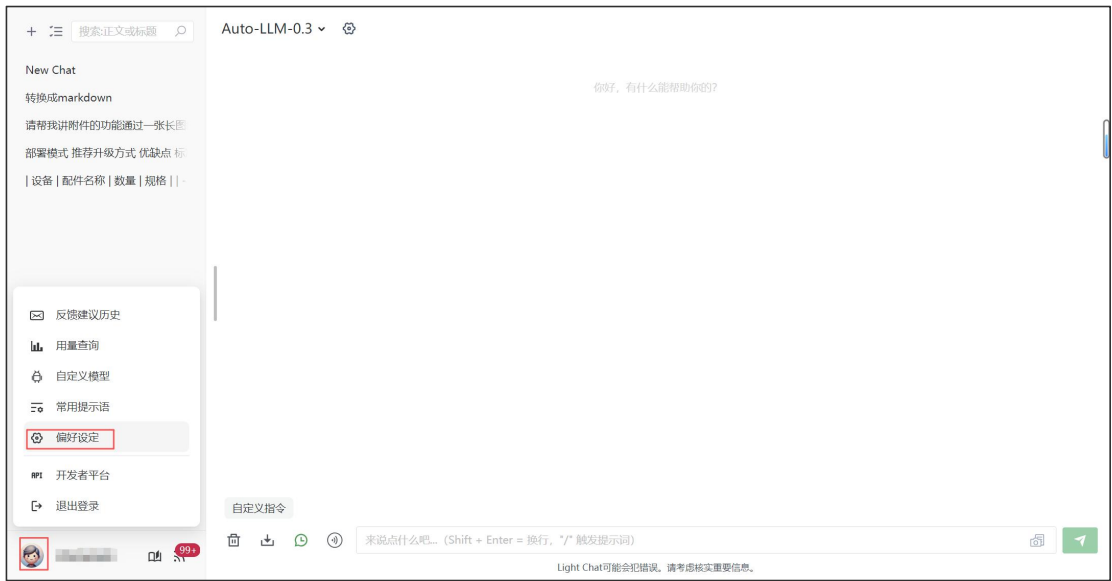 搜索:正文或标题
New Chat
转换成markdown
请帮我讲附件的功能通过一张长图
部署模式 推荐升级方式 优缺点 标
| 设备 | 配件名称 | 数量 | 规格 | | -
反馈建议历史
用量查询
自定义模型
常用提示语
偏好设定
API 开发者平台
退出登录
99+
Auto-LLM-0.3
你好，有什么能帮助你的?
自定义指令
来说点什么吧...（Shift + Enter = 换行，"/" 触发提示词）
Light Chat可能会犯错误。请考虑核实重要信息。